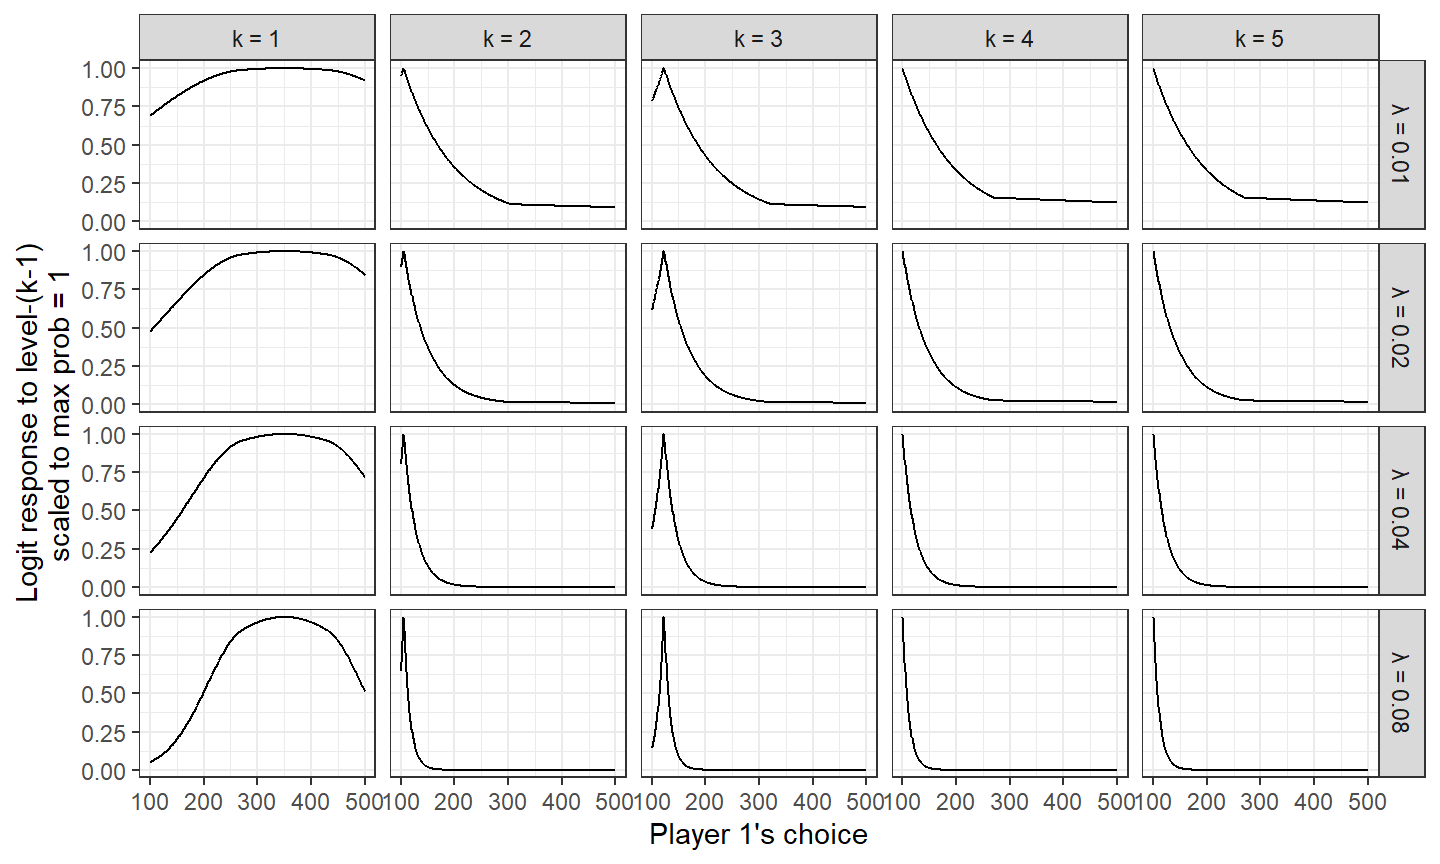 k = 1
k = 2
k = 3
k = 4
k = 5
1.00
0.75
0.50
0.25
0.00
λ = 0.01
1.00
0.75
0.50
0.25
0.00
λ = 0.02
1.00
0.75
0.50
0.25
0.00
λ = 0.04
1.00
0.75
0.50
0.25
0.00
λ = 0.08
Logit response to level-(k-1)
scaled to max prob = 1
100 200 300 400 500
100 200 300 400 500
100 200 300 400 500
100 200 300 400 500
100 200 300 400 500
Player 1's choice